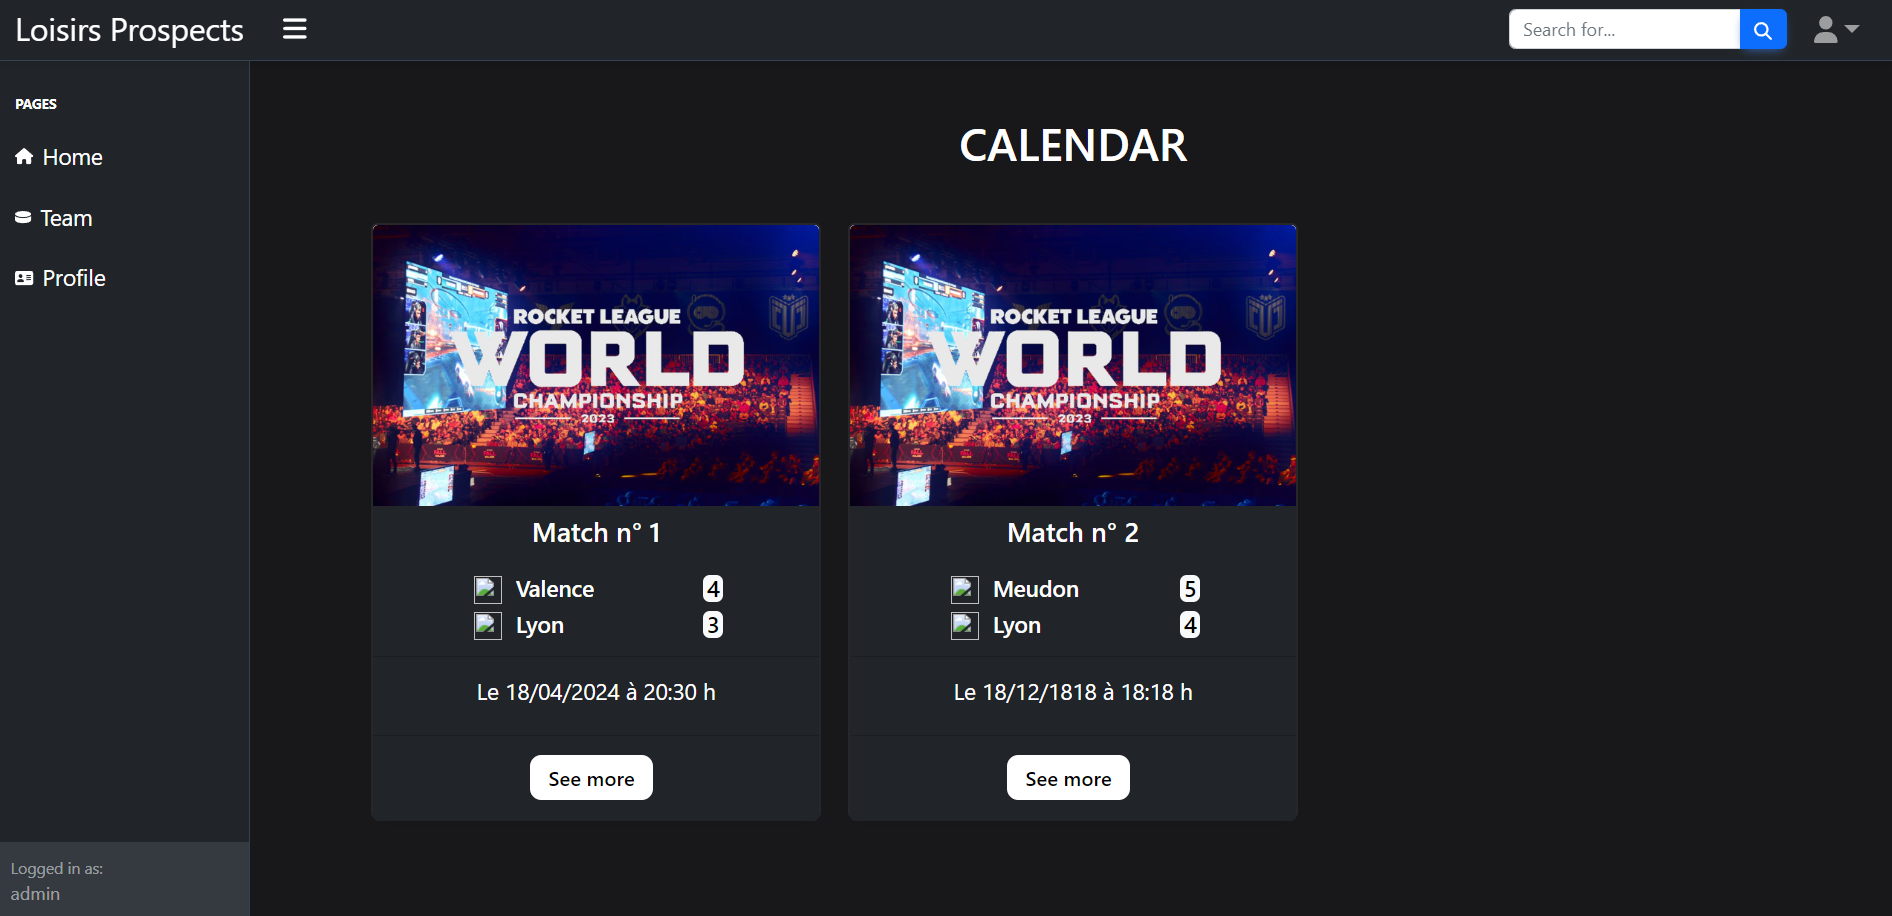 Loisirs Prospects
Search for...
PAGES
Home
Team
Profile
Logged in as:
admin
CALENDAR
ROCKET LEAGUE
WORLD
CHAMPIONSHIP
2023
Match n° 1
Valence 4
Lyon 3
Le 18/04/2024 à 20:30 h
See more
ROCKET LEAGUE
WORLD
CHAMPIONSHIP
2023
Match n° 2
Meudon 5
Lyon 4
Le 18/12/1818 à 18:18 h
See more